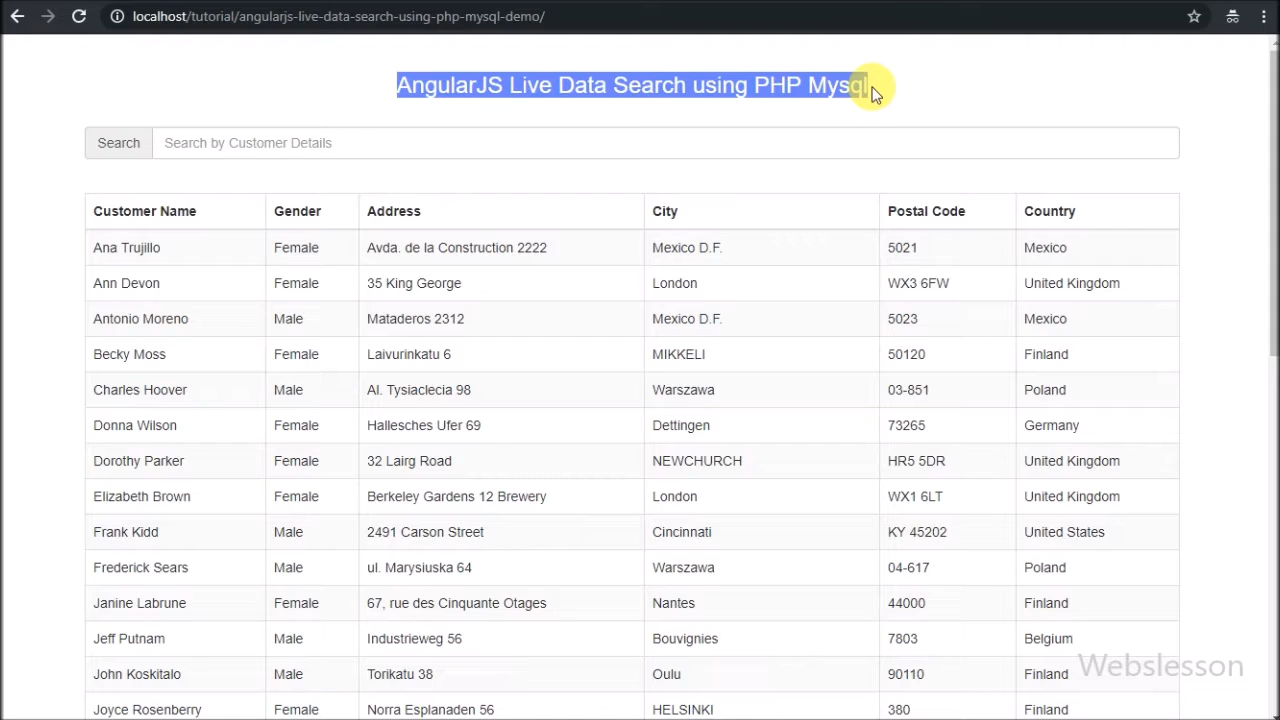 localhost/tutorial/angularjs-live-data-search-using-php-mysql-demo/
AngularJS Live Data Search using PHP Mysql
Search Search by Customer Details
Customer Name Gender Address City Postal Code Country
Ana Trujillo Female Avda. de la Construction 2222 Mexico D.F. 5021 Mexico
Ann Devon Female 35 King George London WX3 6FW United Kingdom
Antonio Moreno Male Mataderos 2312 Mexico D.F. 5023 Mexico
Becky Moss Female Laivurinkatu 6 MIKKELI 50120 Finland
Charles Hoover Male Al. Tysiaclecia 98 Warszawa 03-851 Poland
Donna Wilson Female Hallesches Ufer 69 Dettingen 73265 Germany
Dorothy Parker Female 32 Lairg Road NEWCHURCH HR5 5DR United Kingdom
Elizabeth Brown Female Berkeley Gardens 12 Brewery London WX1 6LT United Kingdom
Frank Kidd Male 2491 Carson Street Cincinnati KY 45202 United States
Frederick Sears Male ul. Marysiuska 64 Warszawa 04-617 Poland
Janine Labrune Female 67, rue des Cinquante Otages Nantes 44000 Finland
Jeff Putnam Male Industrieweg 56 Bouvignies 7803 Belgium
John Koskitalo Male Torikatu 38 Oulu 90110 Finland
Webslesson
Joyce Rosenberry Female Norra Esplanaden 56 HELSINKI 380 Finland